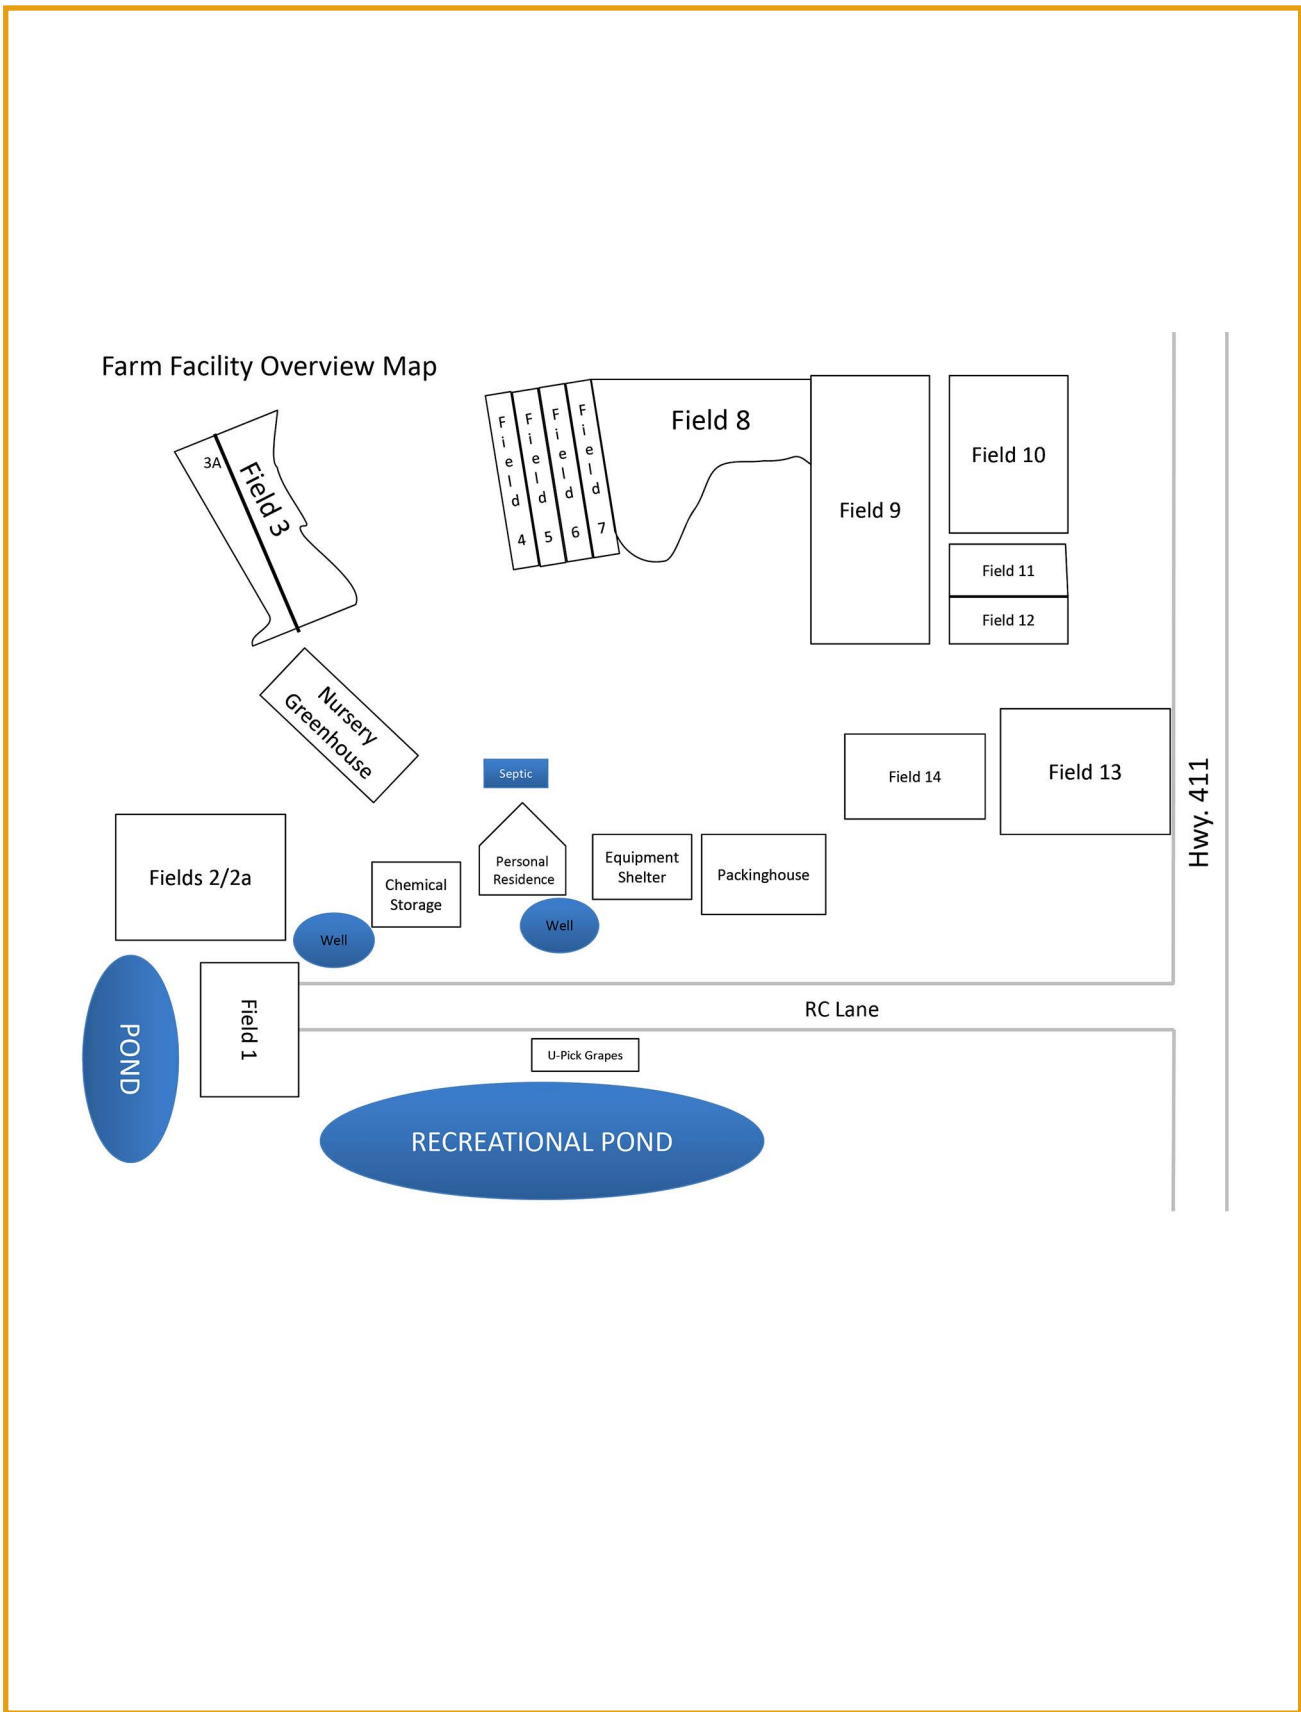 Farm Facility Overview Map
3A
Field 3
Field 4
Field 5
Field 6
Field 7
Field 8
Field 9
Field 10
Field 11
Field 12
Nursery
Greenhouse
Septic
Field 14
Field 13
Hwy. 411
Fields 2/2a
Chemical
Storage
Personal
Residence
Equipment
Shelter
Packinghouse
Well
Well
POND
Field 1
RC Lane
U-Pick Grapes
RECREATIONAL POND